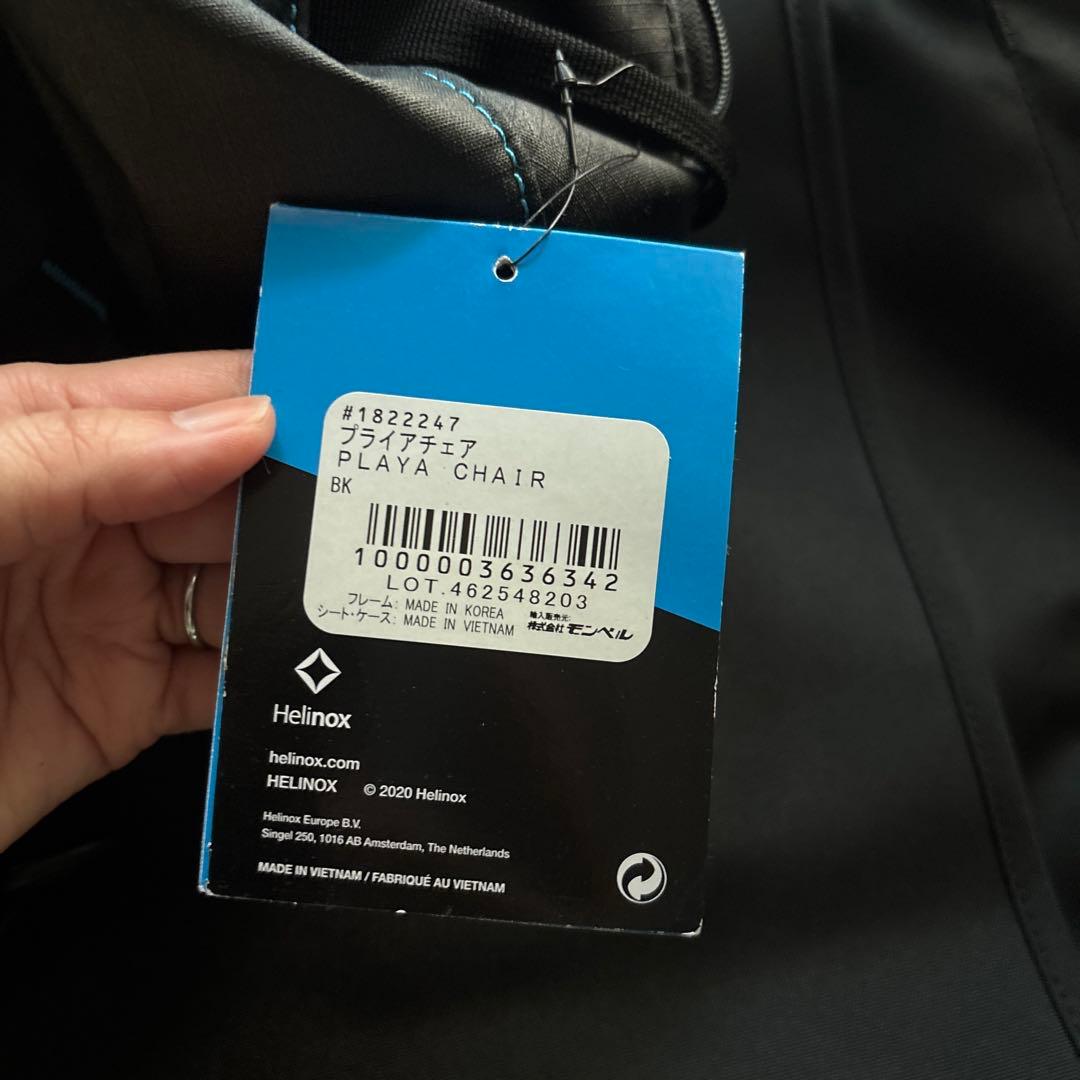 #1822247
プライアチェア
PLAYA CHAIR
BK
1000003636342
LOT.462548203
フレーム: MADE IN KOREA
シート・ケース: MADE IN VIETNAM
輸入販売元:
株式会社 モンベル
Helinox
helinox.com
HELINOX © 2020 Helinox
Helinox Europe B.V.
Singel 250, 1016 AB Amsterdam, The Netherlands
MADE IN VIETNAM / FABRIQUÉ AU VIETNAM